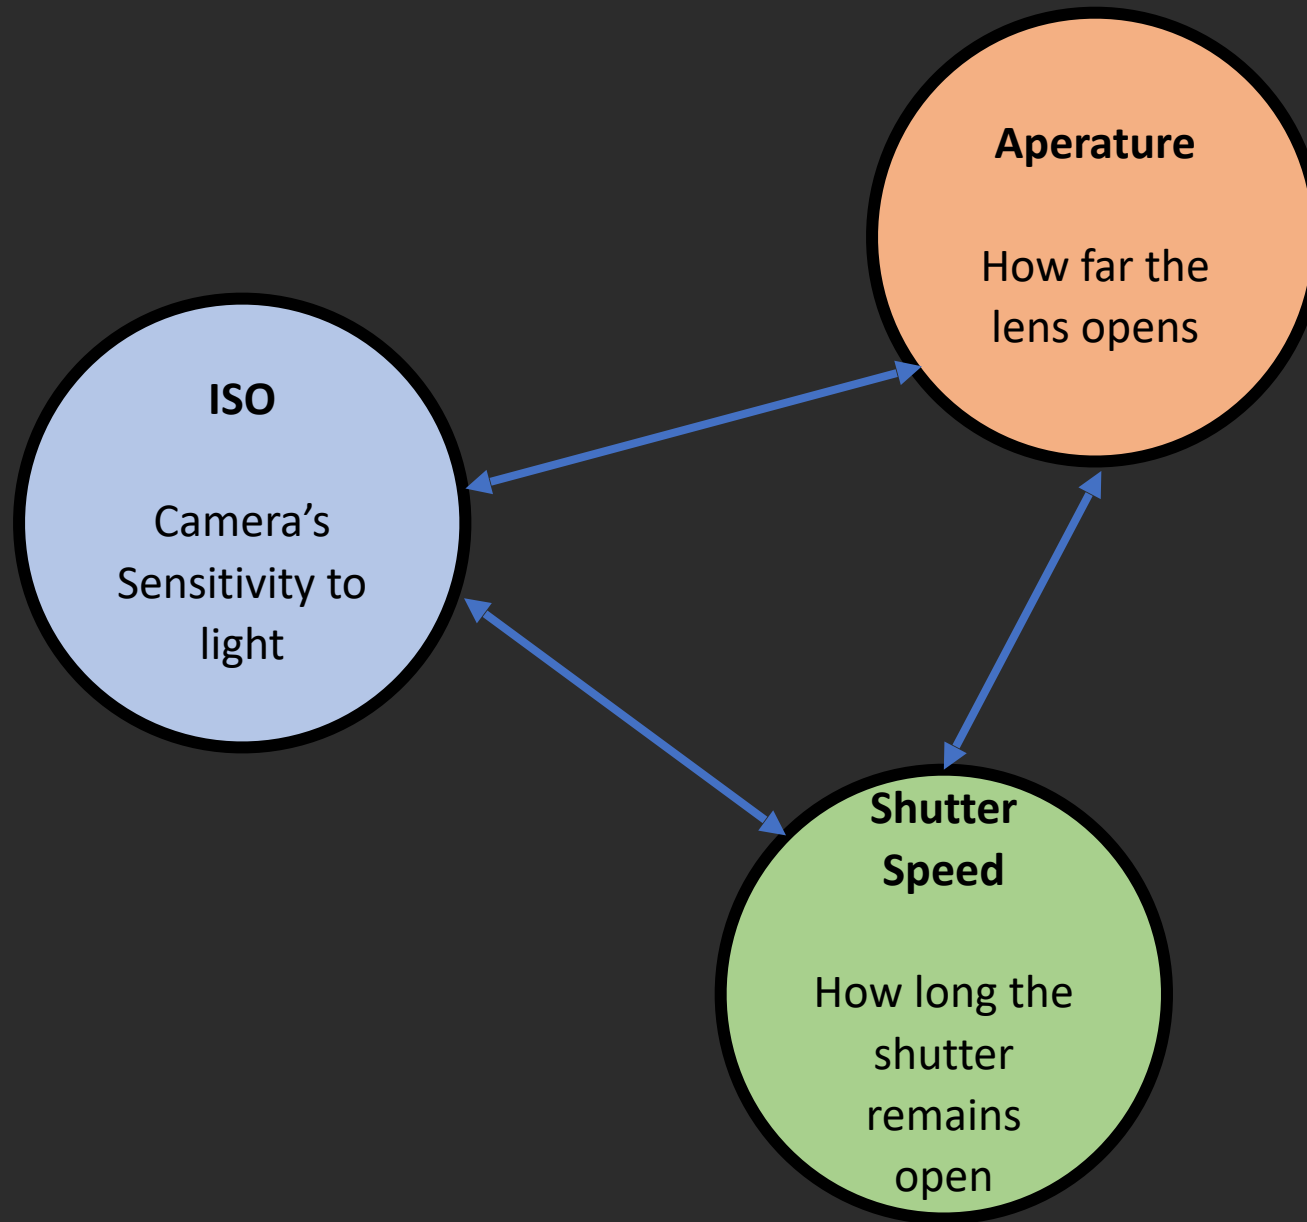 Aperature
How far the
lens opens
ISO
Camera’s
Sensitivity to
light
Shutter
Speed
How long the
shutter
remains
open